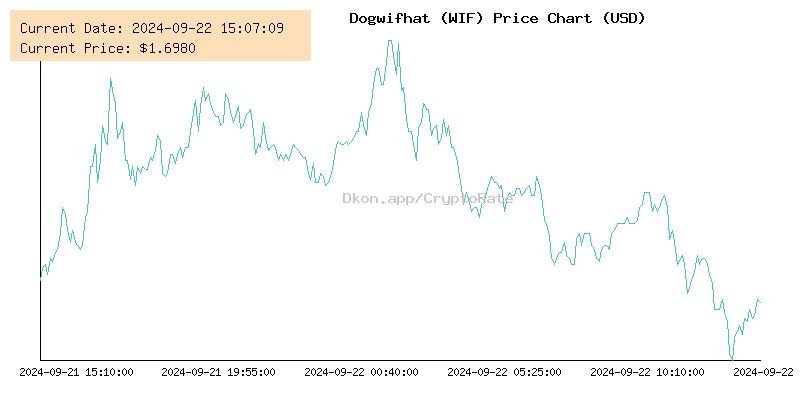 Dogwifhat (WIF) Price Chart (USD)
Current Date: 2024-09-22 15:07:09
Current Price: $1.6980
Dkon.app/CryptoRate
2024-09-21 15:10:00 2024-09-21 19:55:00 2024-09-22 00:40:00 2024-09-22 05:25:00 2024-09-22 10:10:00 2024-09-22